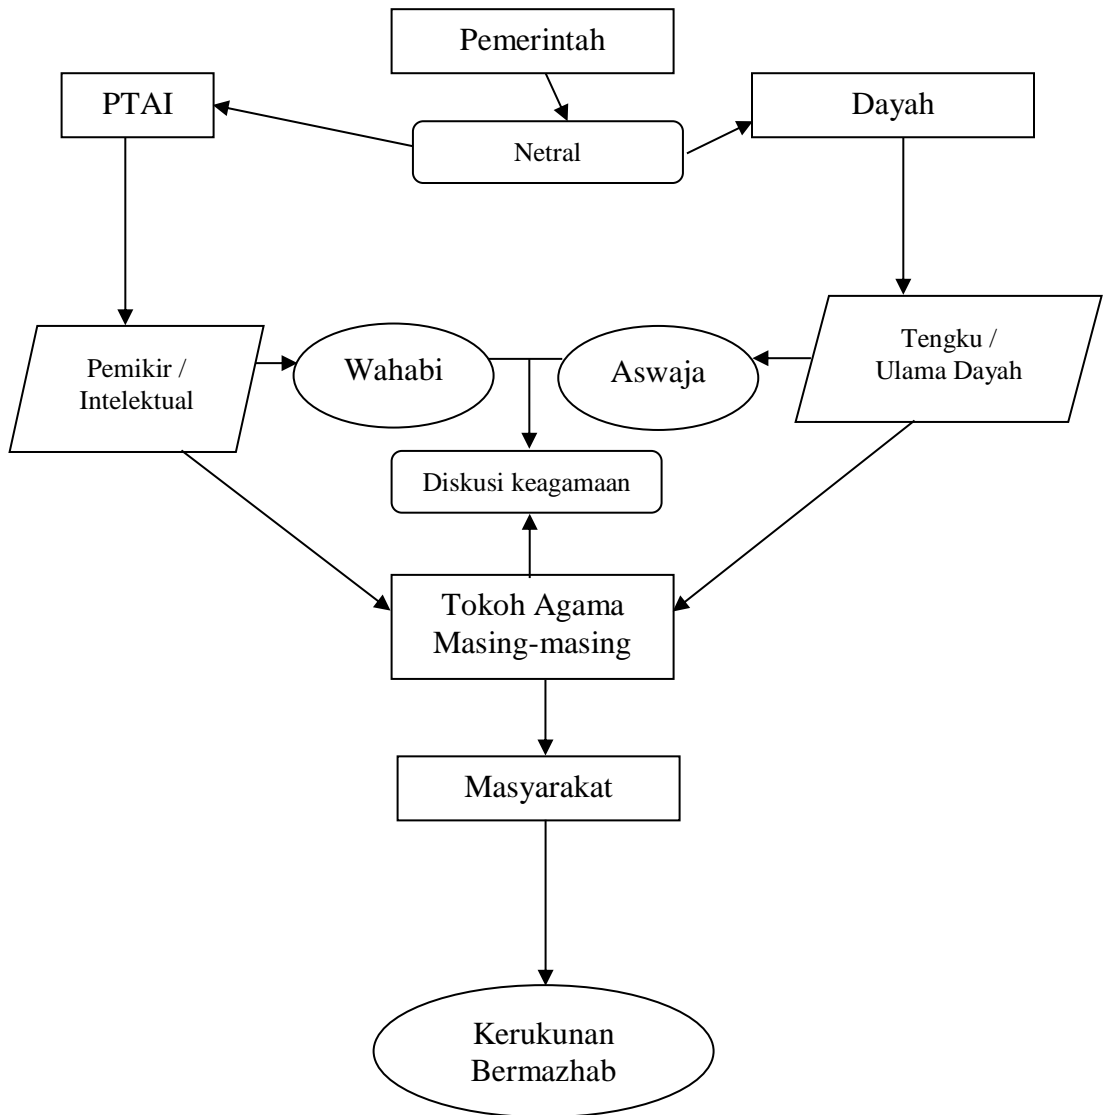 Pemerintah
PTAI
Dayah
Netral
Pemikir /
Intelektual
Wahabi
Aswaja
Tengku /
Ulama Dayah
Diskusi keagamaan
Tokoh Agama
Masing-masing
Masyarakat
Kerukunan
Bermazhab